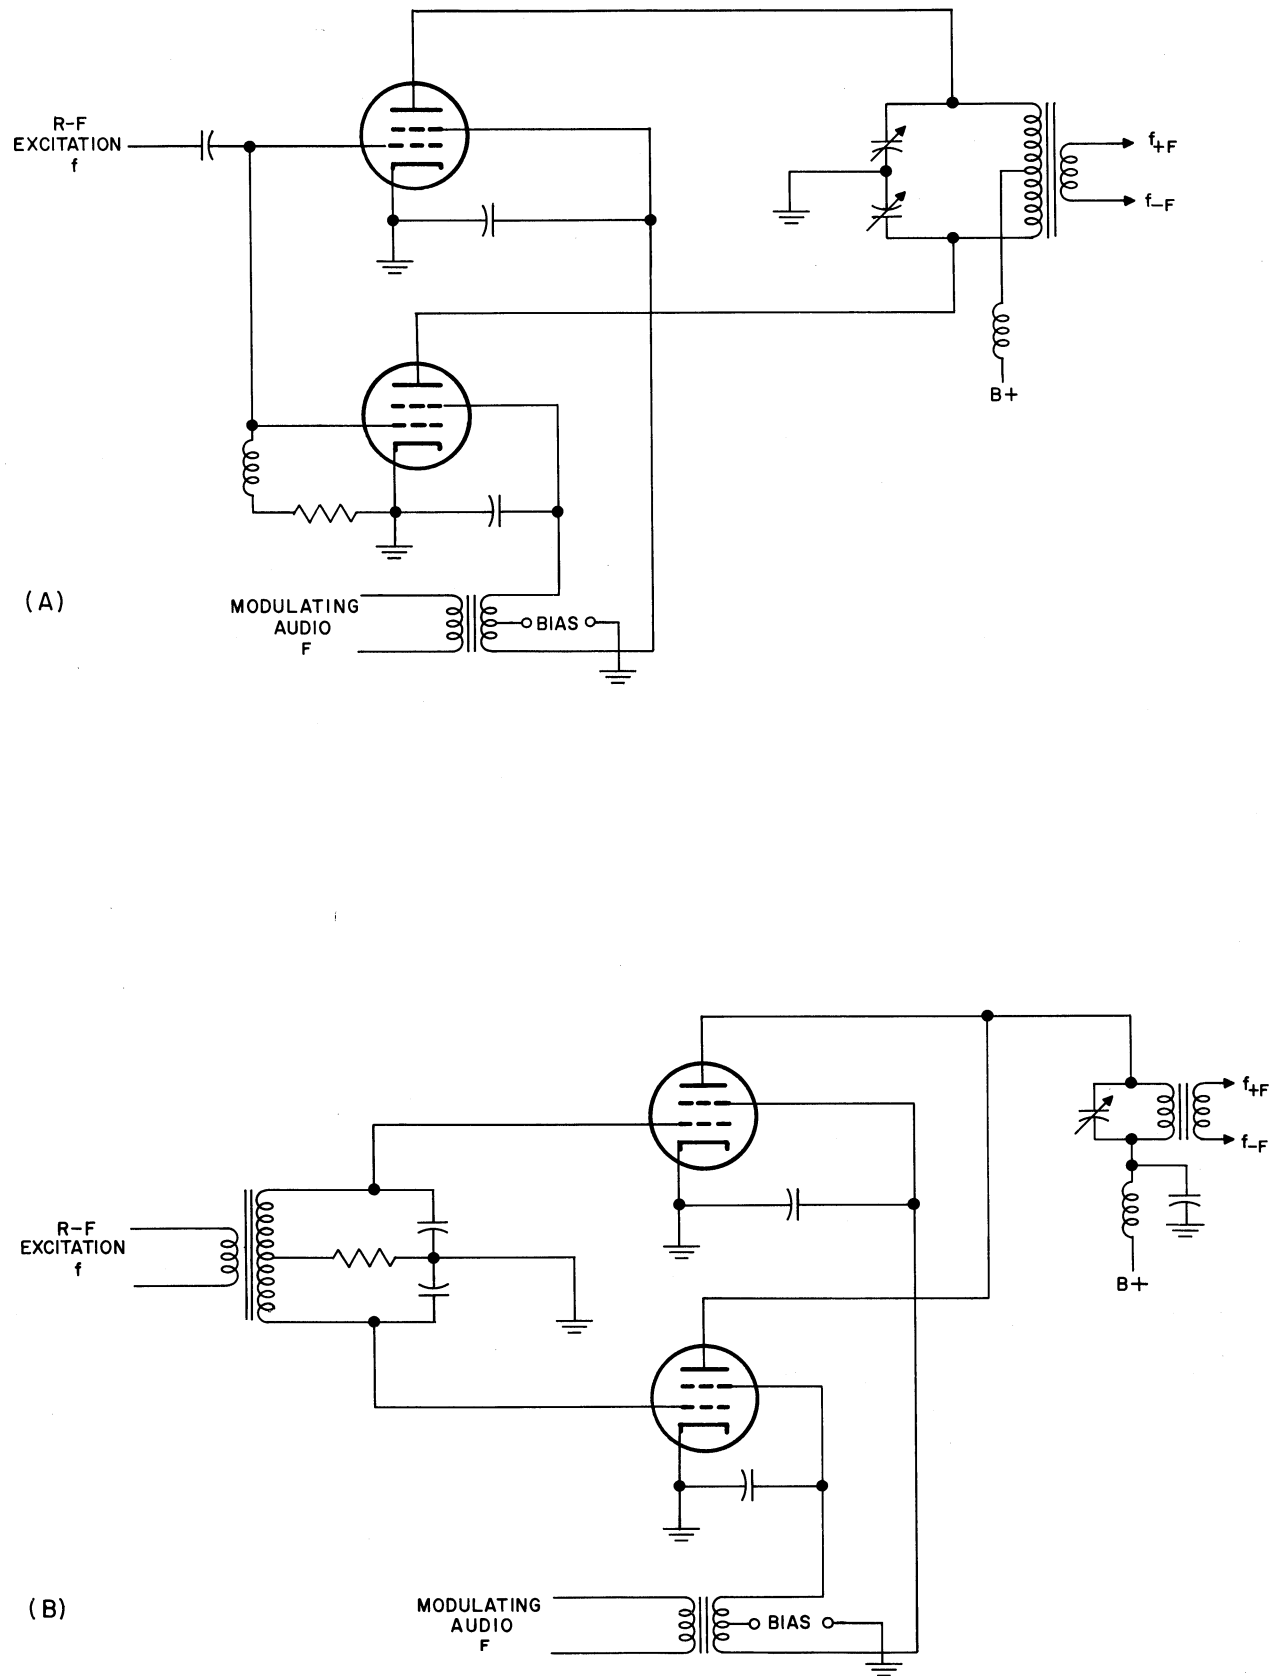 R-F
EXCITATION
f
f+F
f-F
B+
(A)
MODULATING
AUDIO
F
BIAS
f+F
f-F
R-F
EXCITATION
f
B+
(B)
MODULATING
AUDIO
F
BIAS